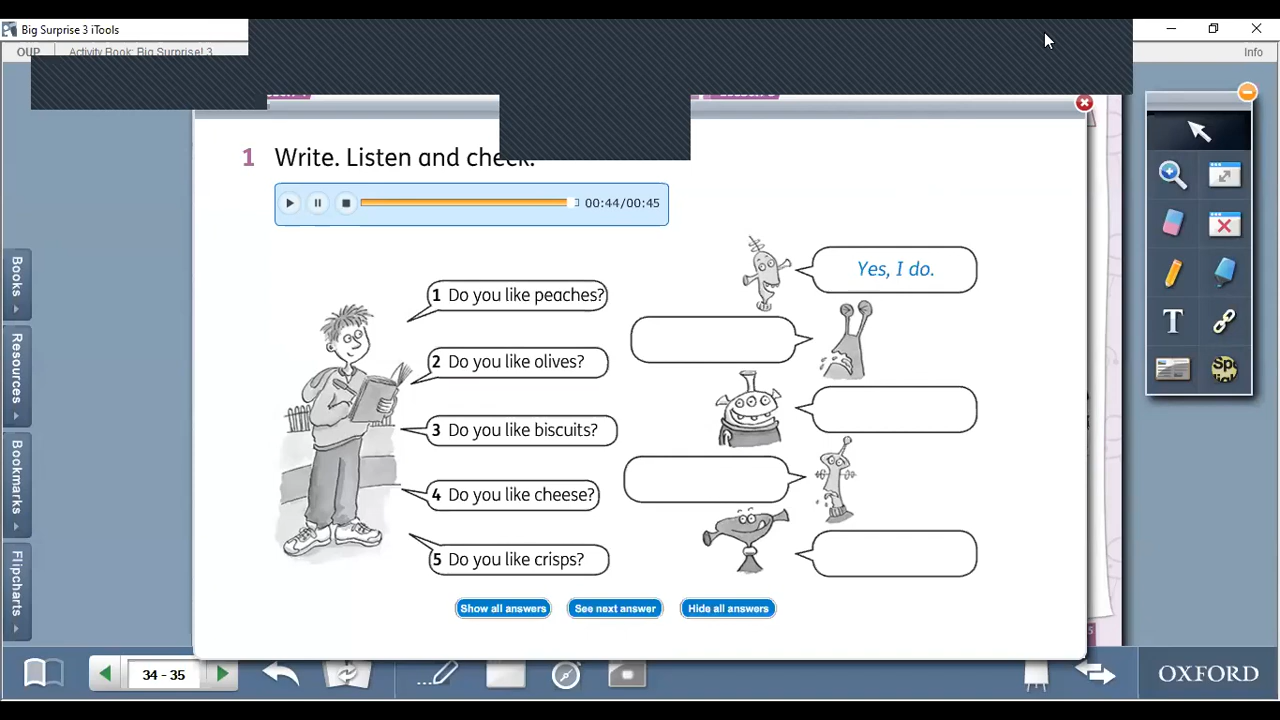 Big Surprise 3 iTools
OUP Activity Book: Big Surprise! 3 Info
1 Write. Listen and check.
00:44/00:45
Yes, I do.
1 Do you like peaches?
2 Do you like olives?
3 Do you like biscuits?
4 Do you like cheese?
5 Do you like crisps?
Show all answers See next answer Hide all answers
Books
Resources
Bookmarks
Flipcharts
T
34 - 35
OXFORD